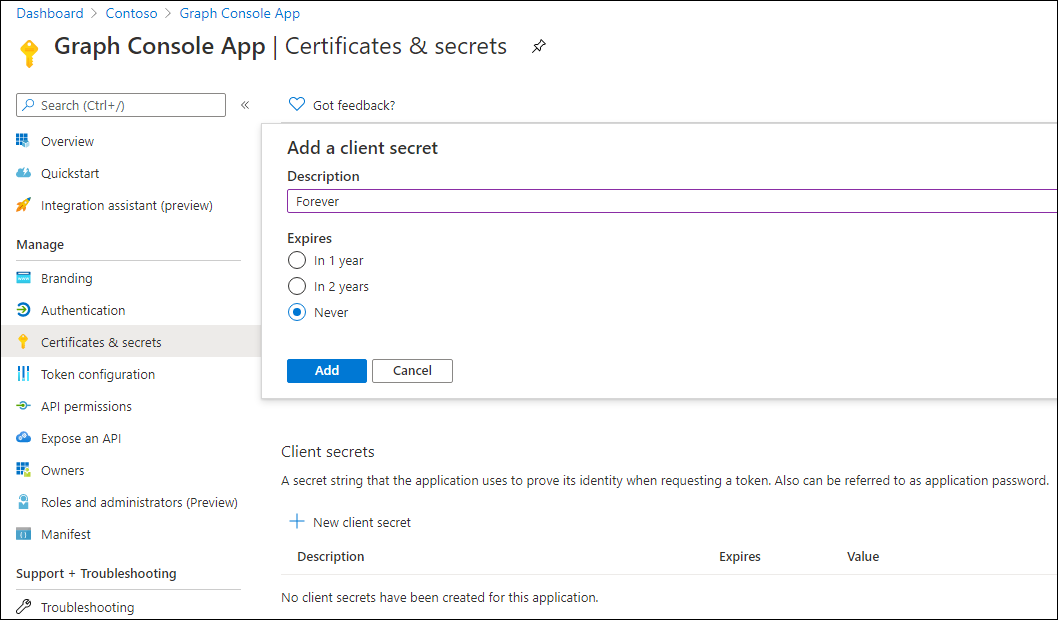 Dashboard > Contoso > Graph Console App
Graph Console App | Certificates & secrets
Search (Ctrl+/)
«
Overview
Quickstart
Integration assistant (preview)
Manage
Branding
Authentication
Certificates & secrets
Token configuration
API permissions
Expose an API
Owners
Roles and administrators (Preview)
Manifest
Support + Troubleshooting
Troubleshooting
Got feedback?
Add a client secret
Description
Forever
Expires
In 1 year
In 2 years
Never
Add Cancel
Client secrets
A secret string that the application uses to prove its identity when requesting a token. Also can be referred to as application password.
New client secret
Description Expires Value
No client secrets have been created for this application.